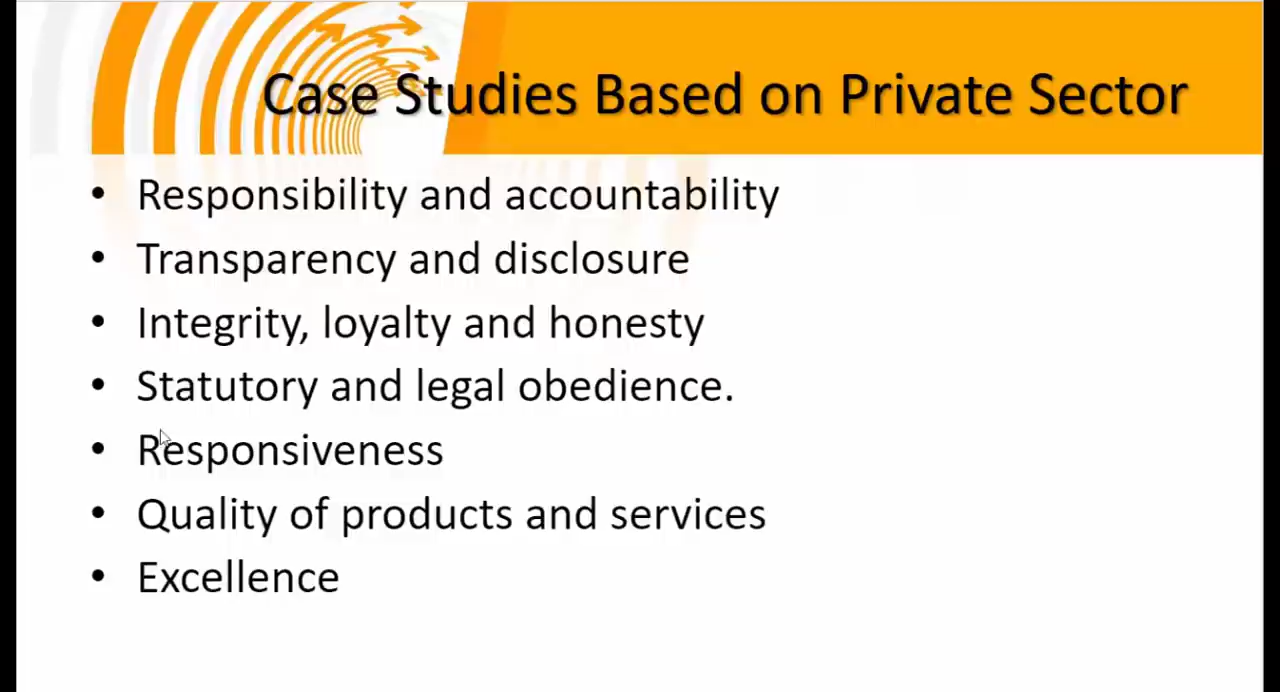 Case Studies Based on Private Sector
• Responsibility and accountability
• Transparency and disclosure
• Integrity, loyalty and honesty
• Statutory and legal obedience.
• Responsiveness
• Quality of products and services
• Excellence